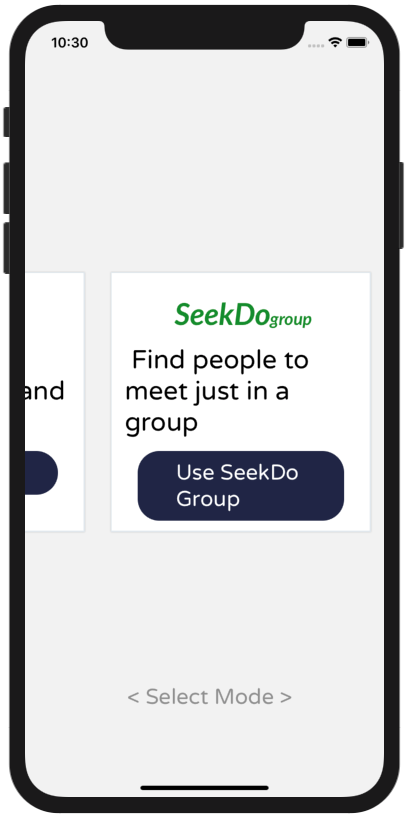 10:30
SeekDogroup
Find people to
meet just in a
group
and
Use SeekDo
Group
< Select Mode >